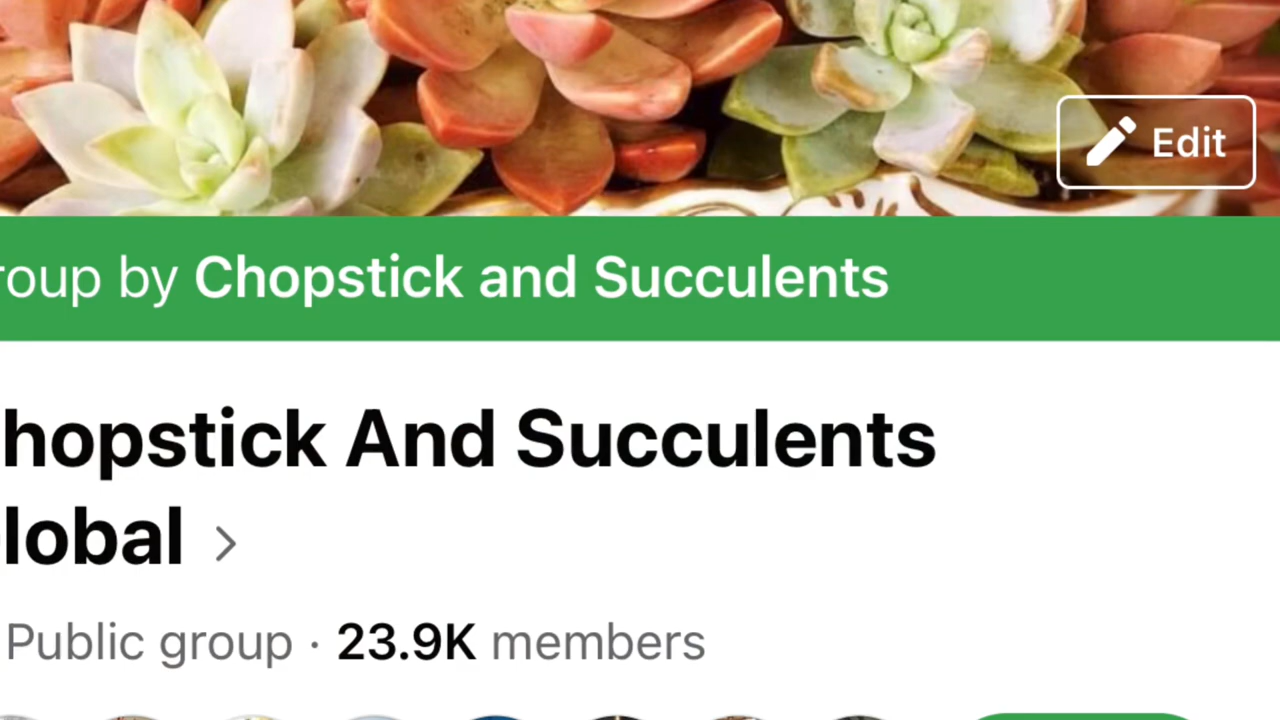 Edit
roup by Chopstick and Succulents
hopstick And Succulents
lobal
Public group · 23.9K members